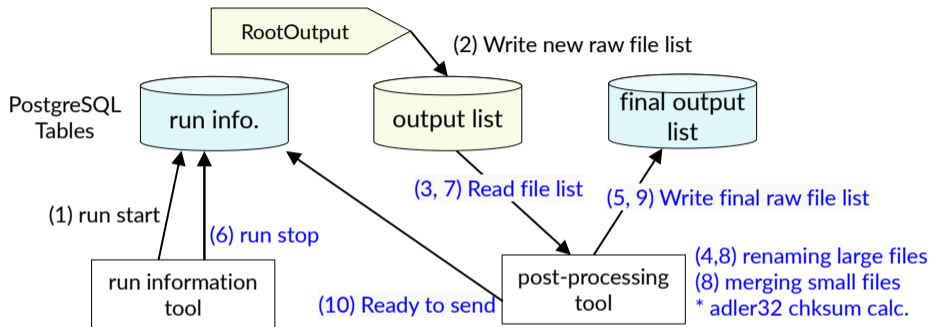 RootOutput
(2) Write new raw file list
PostgreSQL
Tables
run info.
output list
final output
list
(3, 7) Read file list
(5, 9) Write final raw file list
(1) run start
(6) run stop
run information
tool
(10) Ready to send
post-processing
tool
(4,8) renaming large files
(8) merging small files
* adler32 chksum calc.